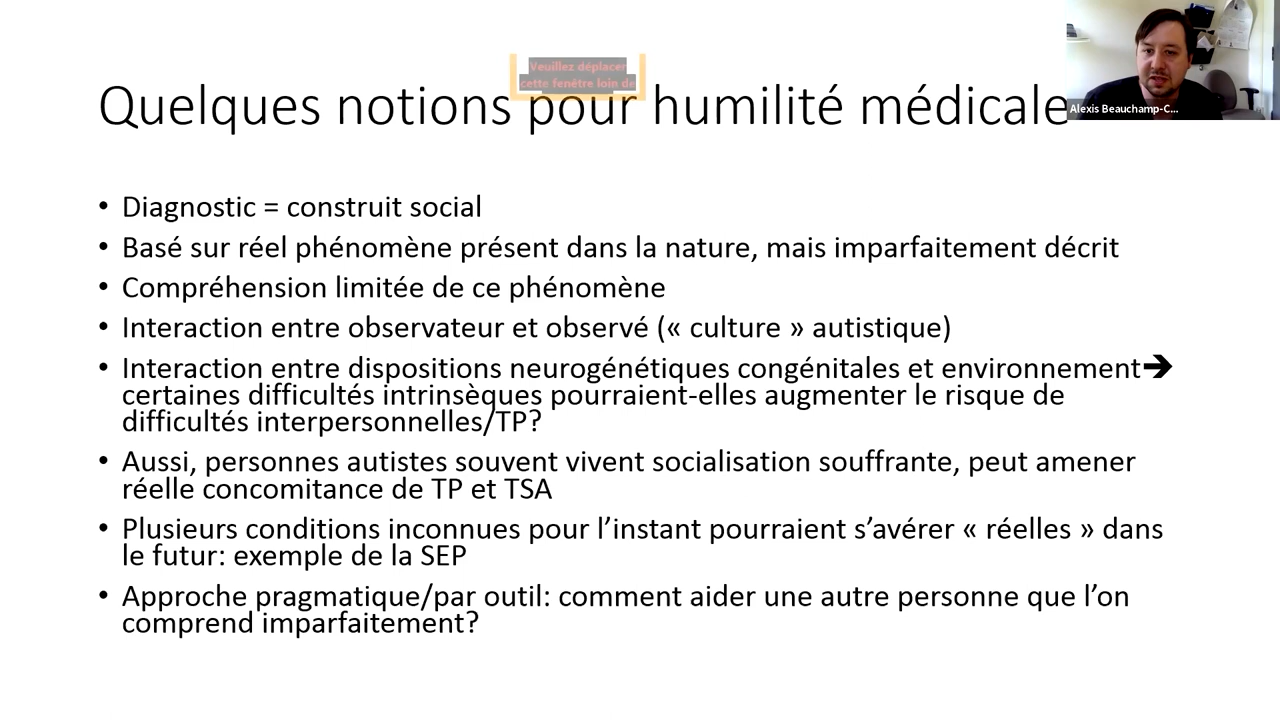 Veuillez déplacer
cette fenêtre loin de
Quelques notions pour humilité médicale
Alexis Beauchamp-C...
• Diagnostic = construit social
• Basé sur réel phénomène présent dans la nature, mais imparfaitement décrit
• Compréhension limitée de ce phénomène
• Interaction entre observateur et observé (« culture » autistique)
• Interaction entre dispositions neurogénétiques congénitales et environnement➔
certaines difficultés intrinsèques pourraient-elles augmenter le risque de
difficultés interpersonnelles/TP?
• Aussi, personnes autistes souvent vivent socialisation souffrante, peut amener
réelle concomitance de TP et TSA
• Plusieurs conditions inconnues pour l’instant pourraient s’avérer « réelles » dans
le futur: exemple de la SEP
• Approche pragmatique/par outil: comment aider une autre personne que l’on
comprend imparfaitement?